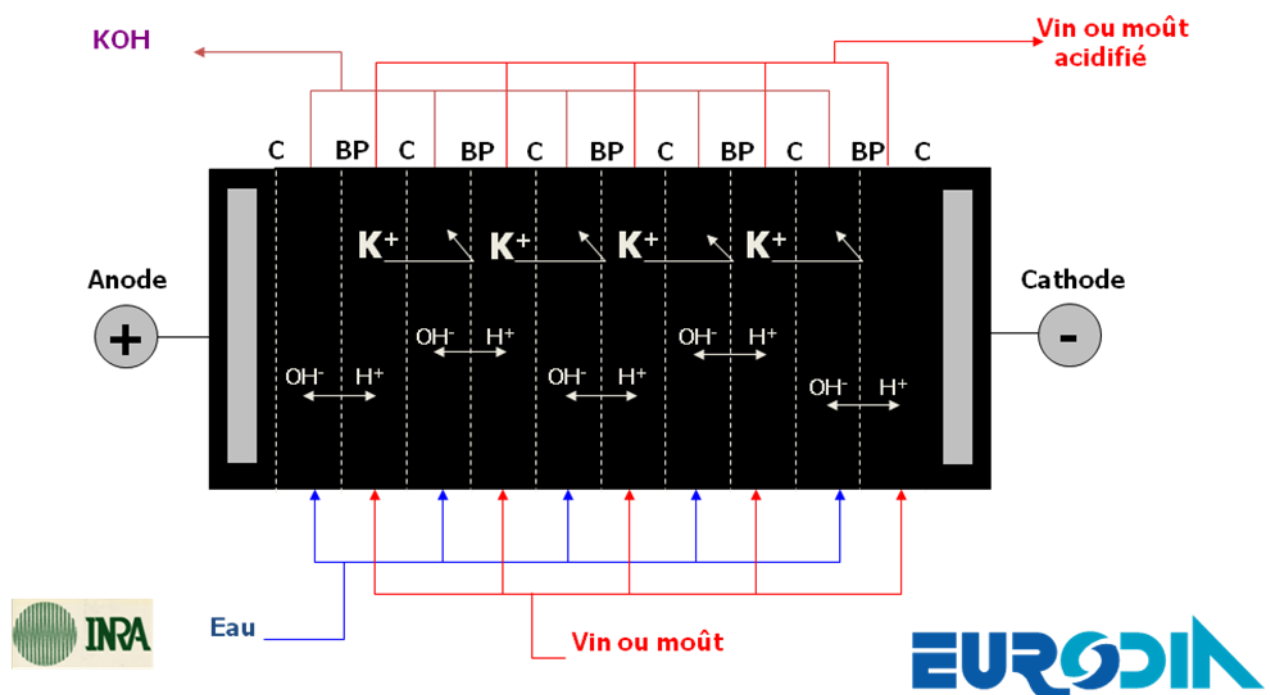 KOH
Vin ou moût
acidifié
C BP C BP C BP C BP C BP C
K⁺ K⁺ K⁺ K⁺
Anode
Cathode
+
-
OH⁻ H⁺ OH⁻ H⁺
OH⁻ H⁺ OH⁻ H⁺ OH⁻ H⁺
INRA
Eau
Vin ou moût
EURODIA